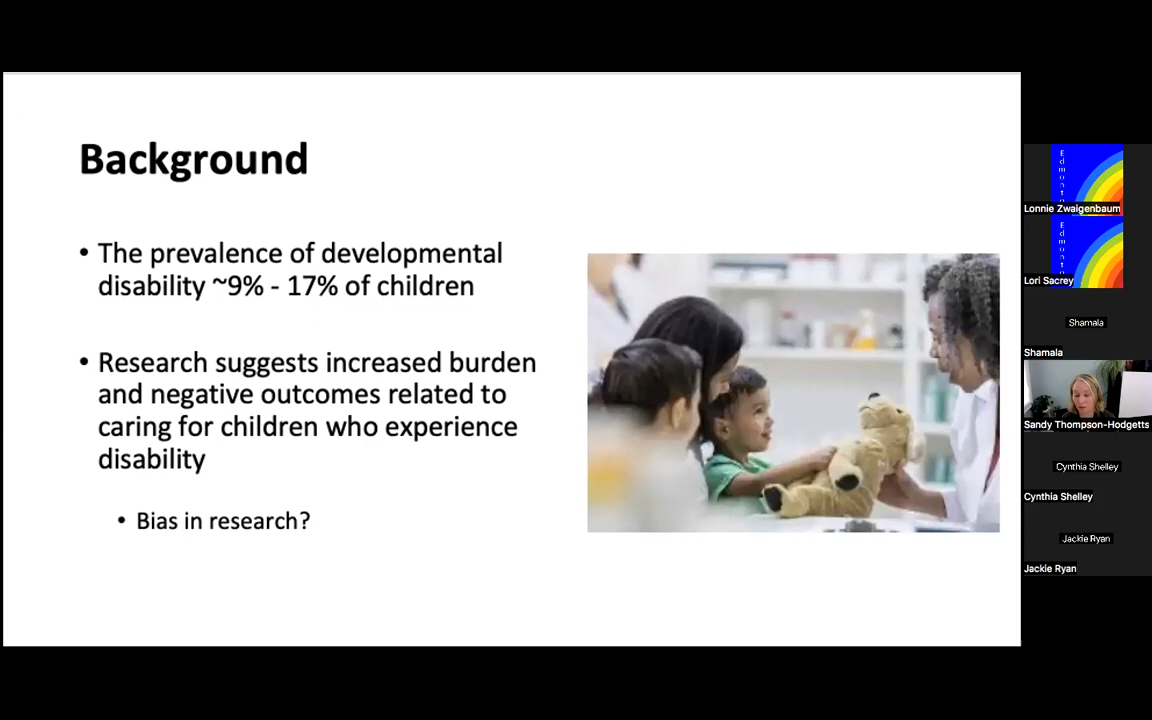 Background
• The prevalence of developmental
disability ~9% - 17% of children
• Research suggests increased burden
and negative outcomes related to
caring for children who experience
disability
• Bias in research?
Edmont
Lonnie Zwaigenbaum
Edmont
Lori Sacrey
Shamala
Shamala
Sandy Thompson-Hodgetts
Cynthia Shelley
Cynthia Shelley
Jackie Ryan
Jackie Ryan